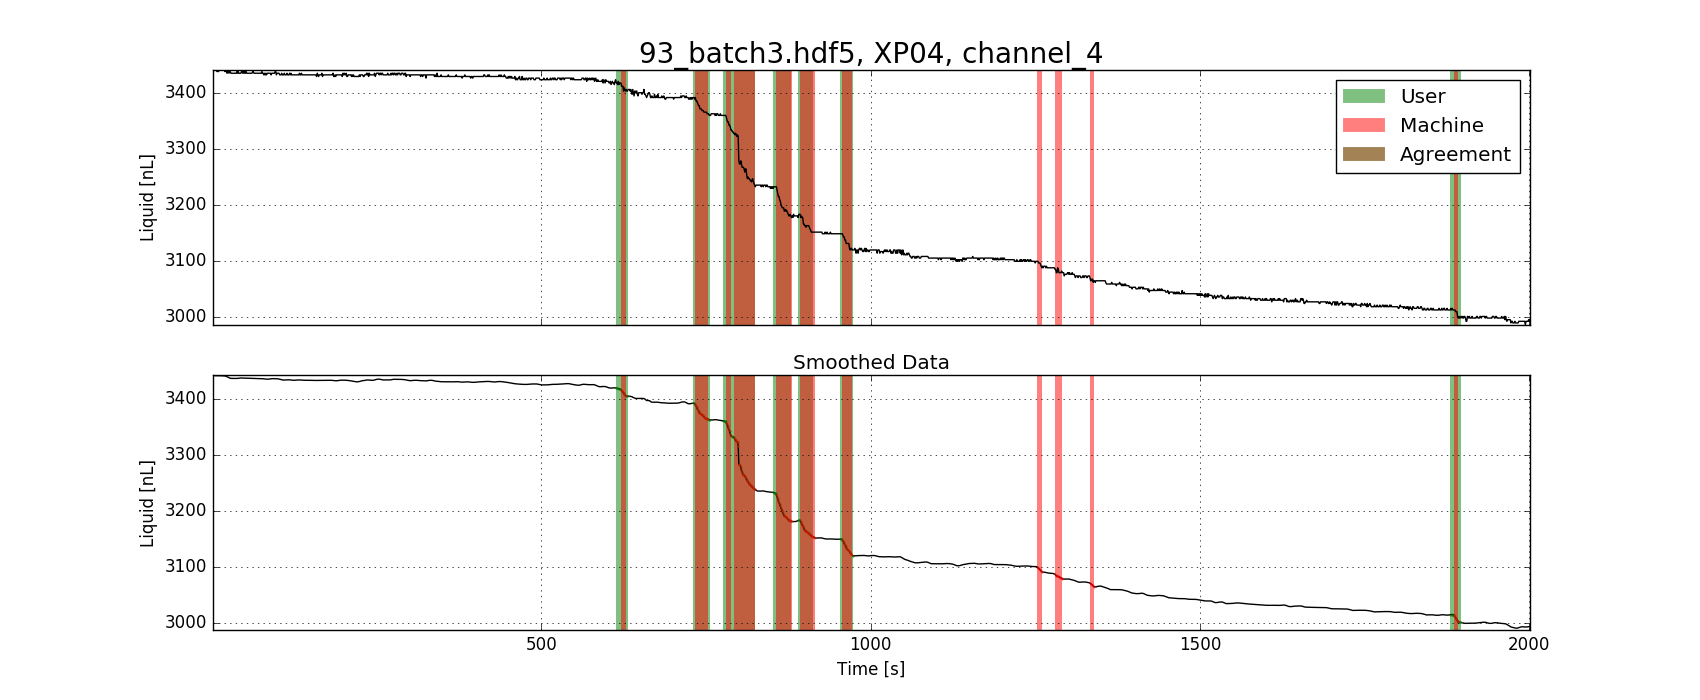 93_batch3.hdf5, XP04, channel_4
3400
3300
3200
3100
3000
Liquid [nL]
User
Machine
Agreement
Smoothed Data
3400
3300
3200
3100
3000
Liquid [nL]
500
1000
1500
2000
Time [s]